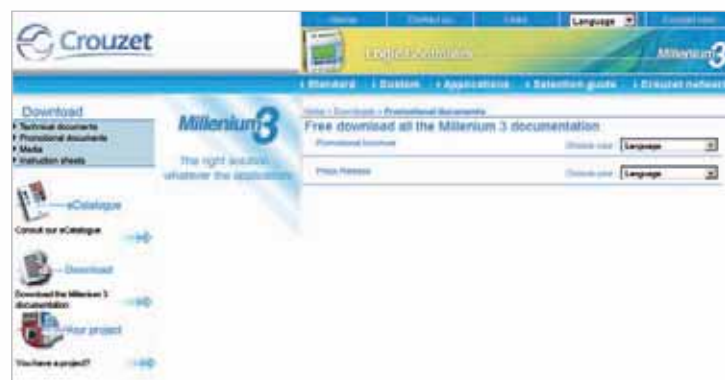 Crouzet
Home Contact us Links Language
Logic Solutions
Millenium 3
Standard Custom Applications Selection guide Crouzet network
Download
Technical documents
Promotional documents
Media
Instruction sheets
Millenium 3
The right solution
whatever the application
Home > Download > Promotional documents
Free download all the Millenium 3 documentation
Promotional brochure Choose your Language
Press Release Choose your Language
eCatalogue
Consult our eCatalogue
Download
Download the Millenium 3
documentation
Your project
You have a project?